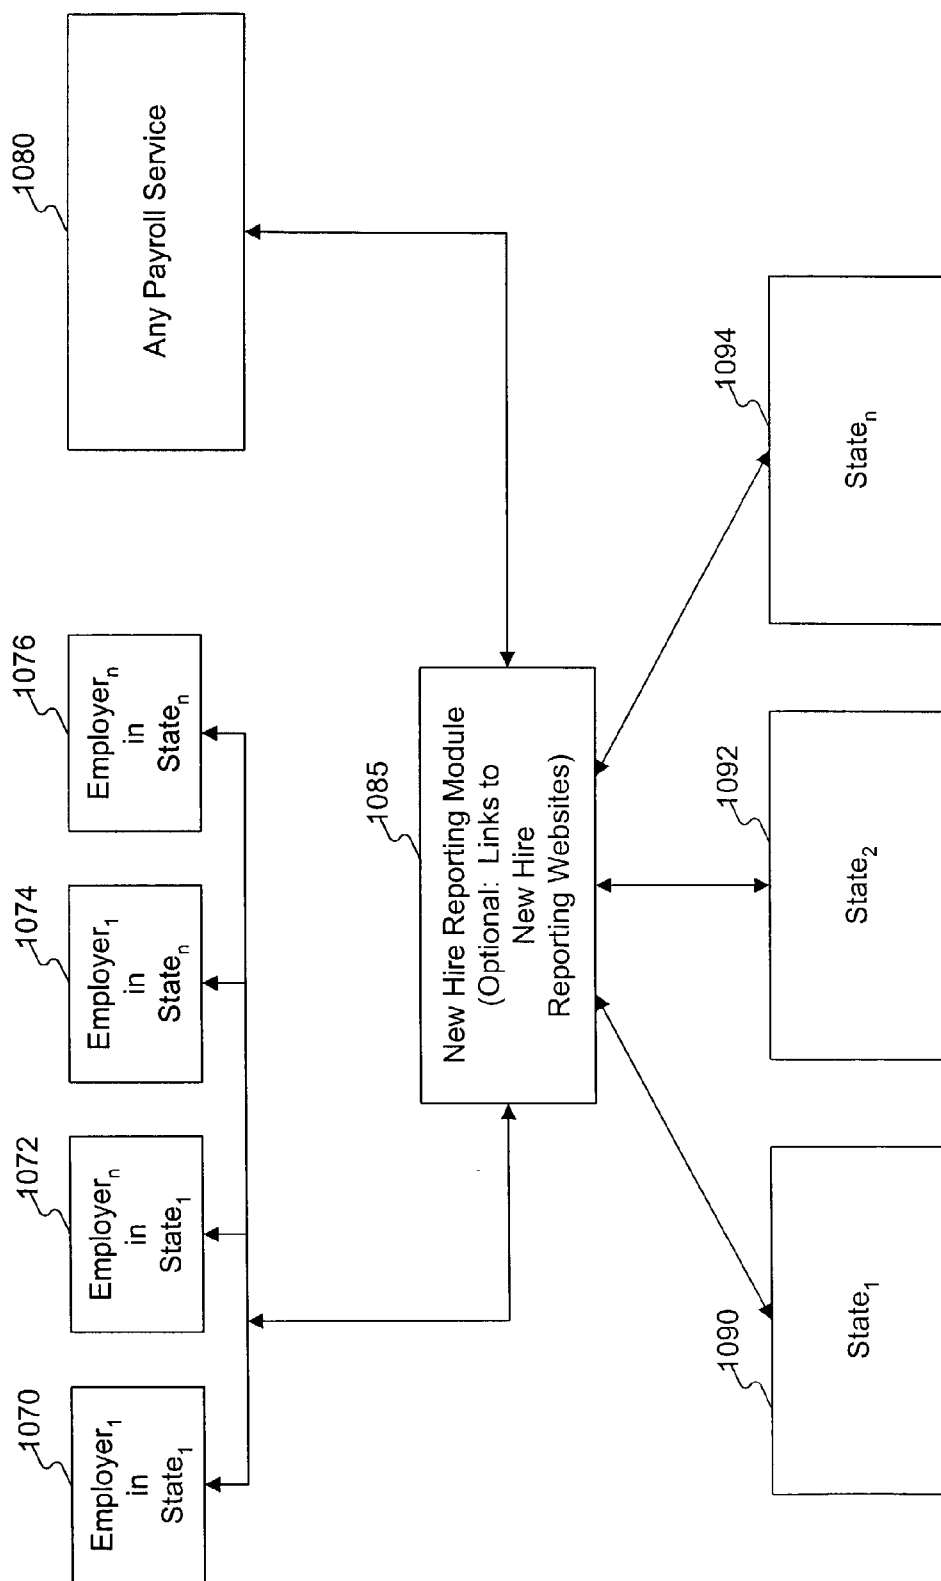 1070
Employer₁
in
State₁
1072
Employerₙ
in
State₁
1074
Employer₁
in
Stateₙ
1076
Employerₙ
in
Stateₙ
1080
Any Payroll Service
1085
New Hire Reporting Module
(Optional: Links to
New Hire
Reporting Websites)
1090
State₁
1092
State₂
1094
Stateₙ